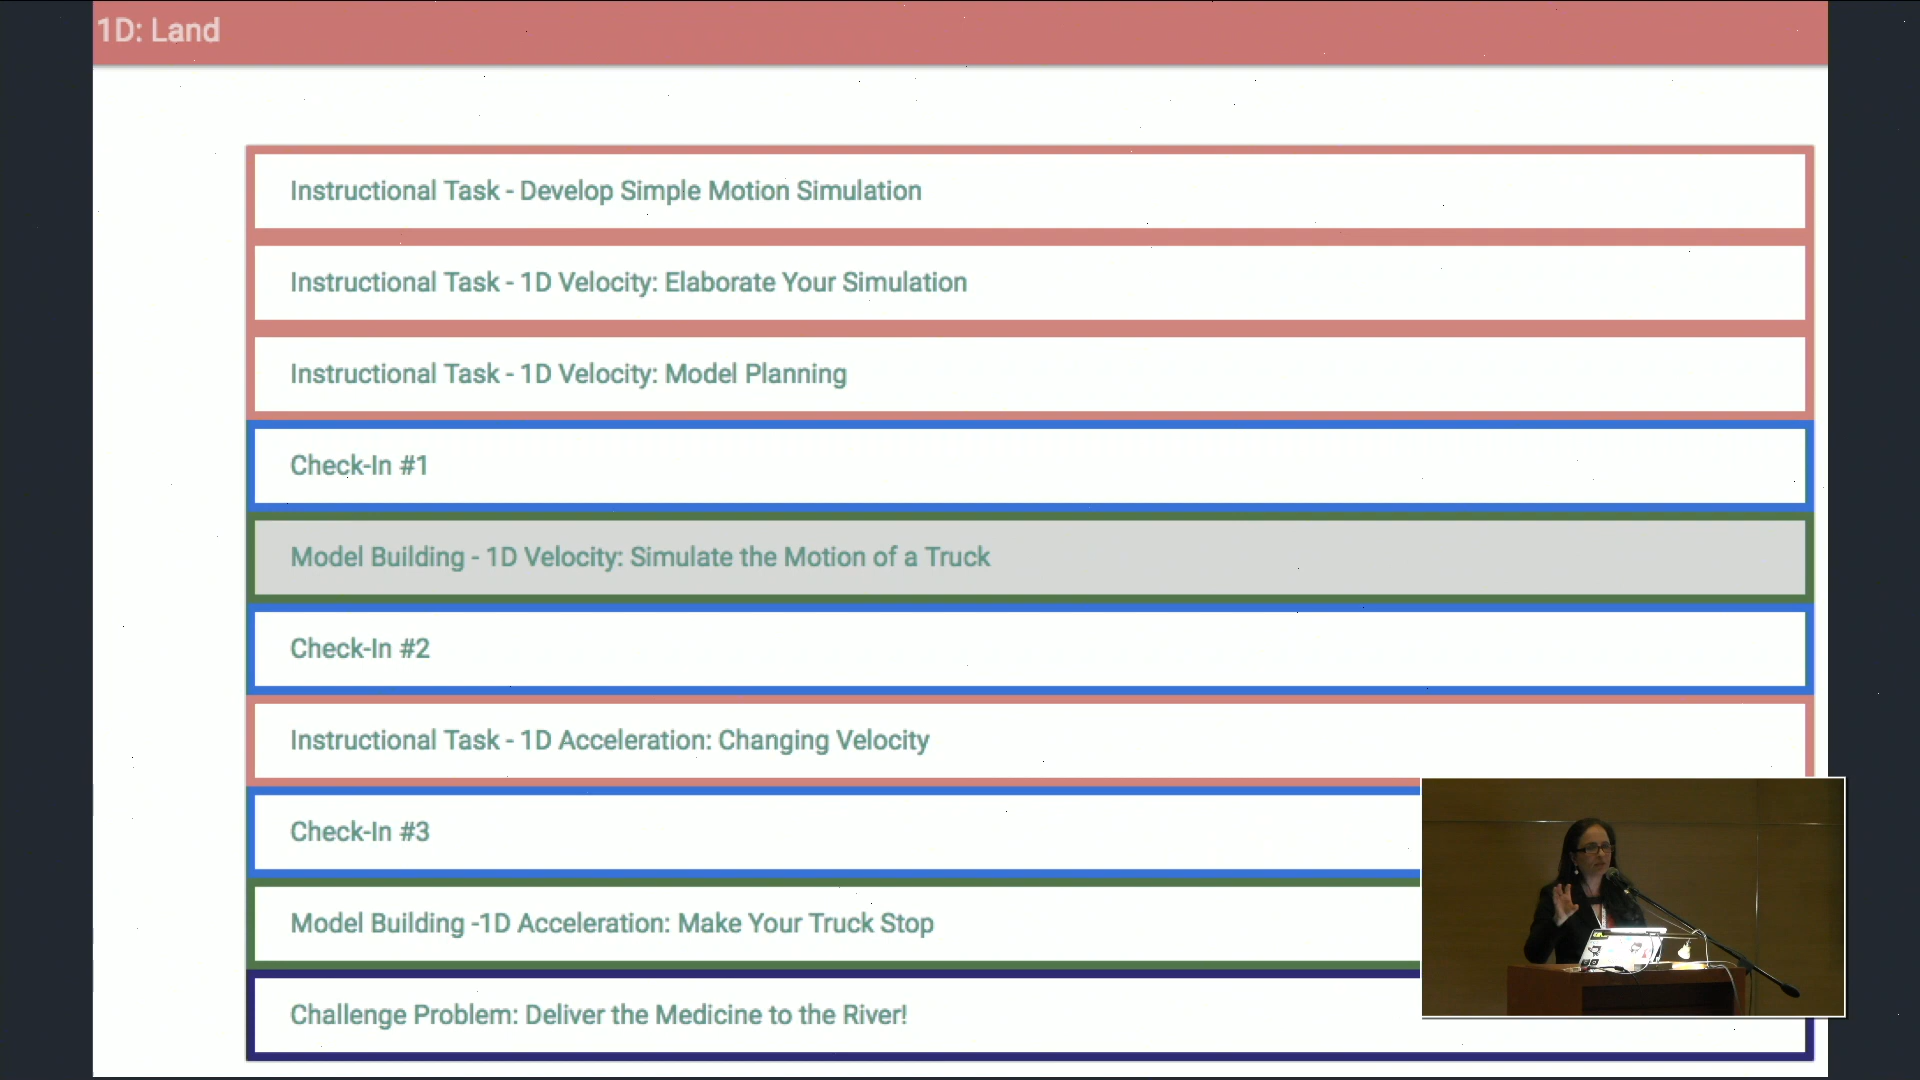 1D: Land
Instructional Task - Develop Simple Motion Simulation
Instructional Task - 1D Velocity: Elaborate Your Simulation
Instructional Task - 1D Velocity: Model Planning
Check-In #1
Model Building - 1D Velocity: Simulate the Motion of a Truck
Check-In #2
Instructional Task - 1D Acceleration: Changing Velocity
Check-In #3
Model Building -1D Acceleration: Make Your Truck Stop
Challenge Problem: Deliver the Medicine to the River!